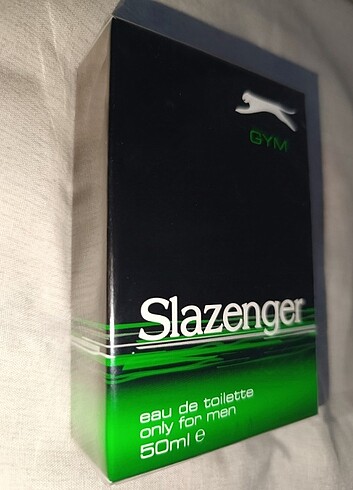 GYM
Slazenger
eau de toilette
only for men
50ml ℮